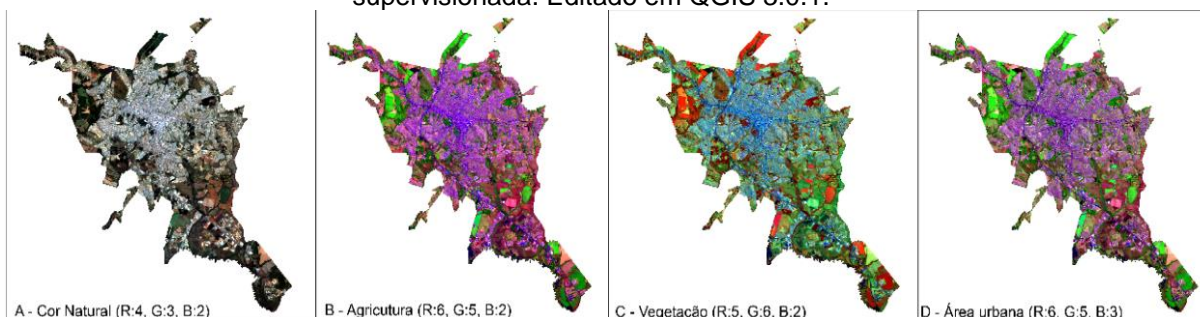 supervisionada. Editado em QGIS 3.6.1.
A - Cor Natural (R:4, G:3, B:2)
B - Agricutura (R:6, G:5, B:2)
C - Vegetação (R:5, G:6, B:2)
D - Área urbana (R:6, G:5, B:3)